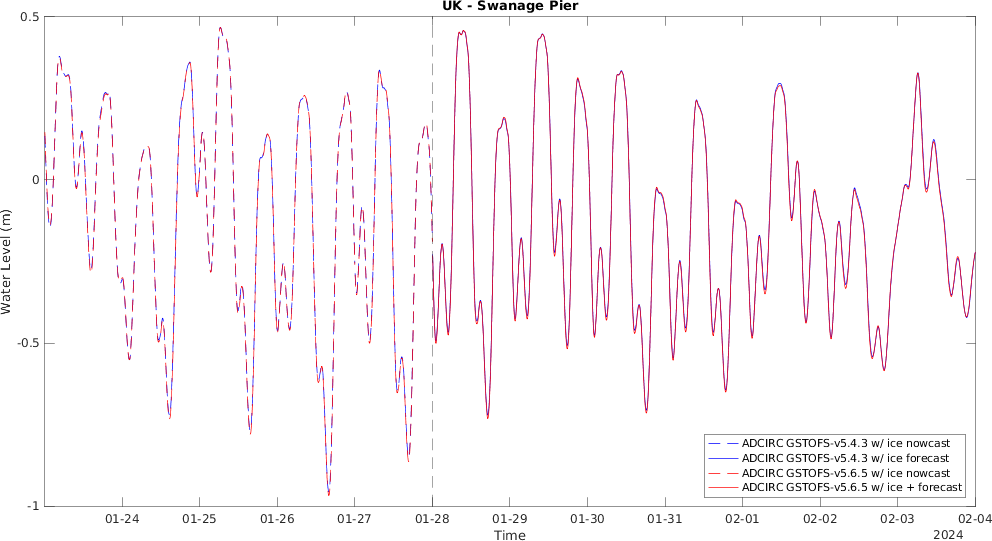 UK - Swanage Pier
0.5
0
-0.5
-1
Water Level (m)
01-24 01-25 01-26 01-27 01-28 01-29 01-30 01-31 02-01 02-02 02-03 02-04
Time
2024
ADCIRC GSTOFS-v5.4.3 w/ ice nowcast
ADCIRC GSTOFS-v5.4.3 w/ ice forecast
ADCIRC GSTOFS-v5.6.5 w/ ice nowcast
ADCIRC GSTOFS-v5.6.5 w/ ice + forecast